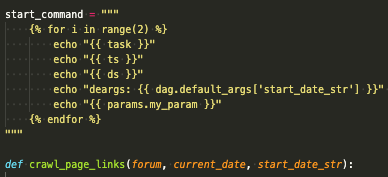 start_command = """
    {% for i in range(2) %}
        echo "{{ task }}"
        echo "{{ ts }}"
        echo "{{ ds }}"
        echo "deargs: {{ dag.default_args['start_date_str'] }}"
        echo "{{ params.my_param }}"
    {% endfor %}
"""
def crawl_page_links(forum, current_date, start_date_str):